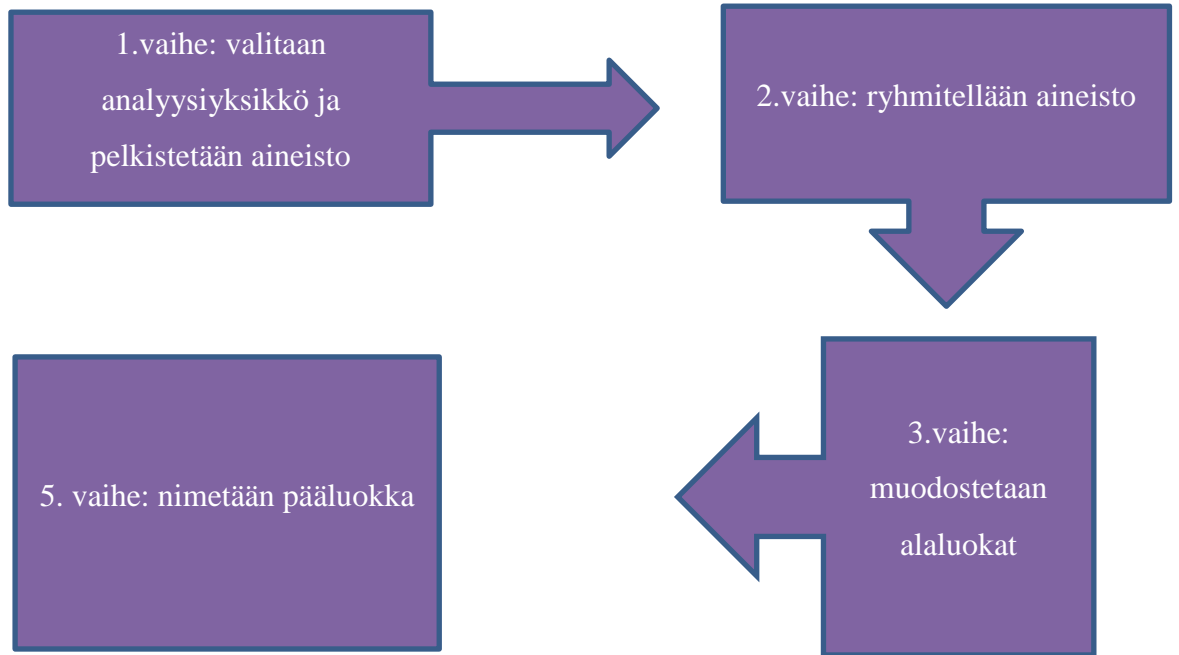 1.vaihe: valitaan
analyysiyksikkö ja
pelkistetään aineisto
2.vaihe: ryhmitellään aineisto
3.vaihe:
muodostetaan
alaluokat
5. vaihe: nimetään pääluokka